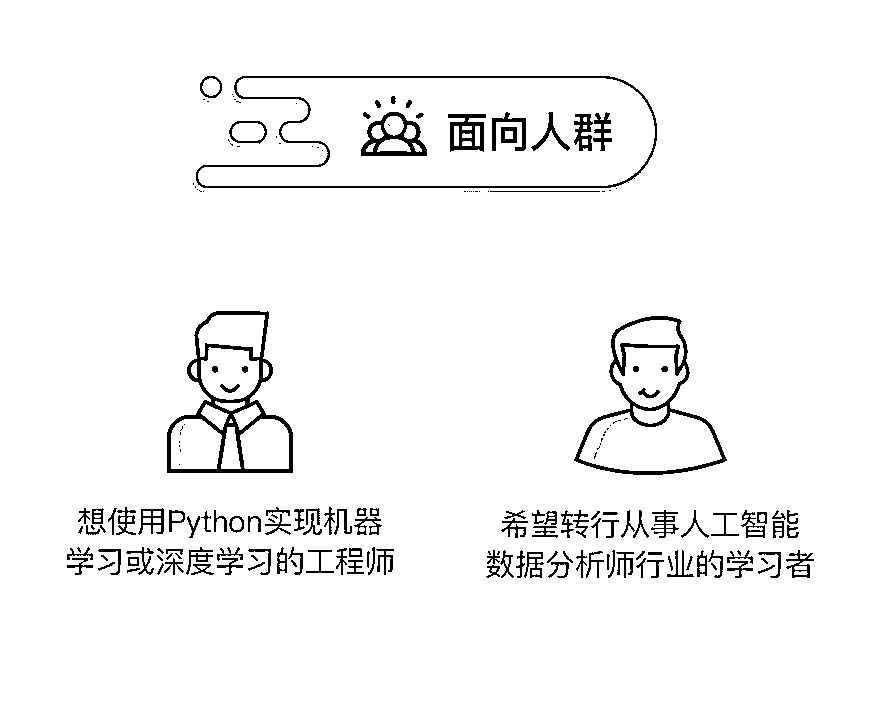 面向人群
想使用Python实现机器
学习或深度学习的工程师
希望转行从事人工智能
数据分析师行业的学习者